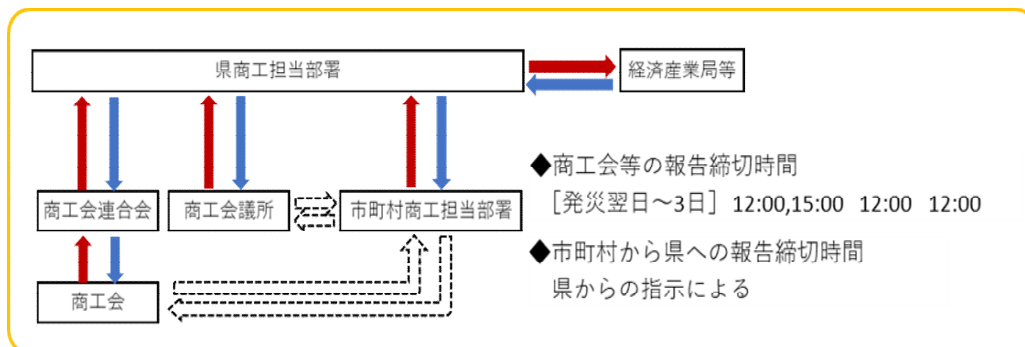 県商工担当部署
経済産業局等
商工会連合会
商工会議所
市町村商工担当部署
商工会
◆商工会等の報告締切時間
［発災翌日～3日］ 12:00,15:00 12:00 12:00
◆市町村から県への報告締切時間
県からの指示による